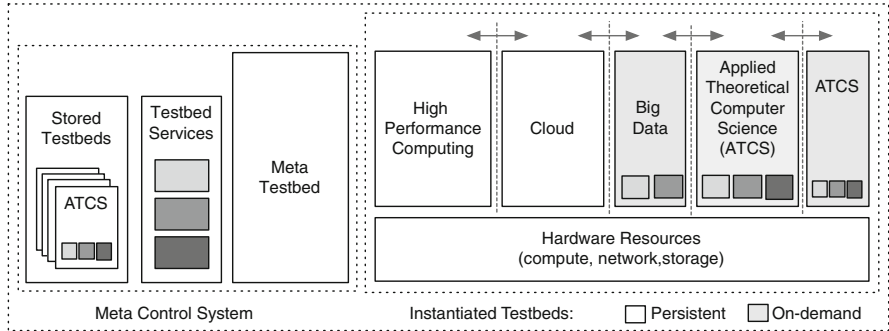 Stored
Testbeds
ATCS
Testbed
Services
Meta
Testbed
High
Performance
Computing
Cloud
Big
Data
Applied
Theoretical
Computer
Science
(ATCS)
ATCS
Hardware Resources
(compute, network,storage)
Meta Control System
Instantiated Testbeds:
Persistent
On-demand